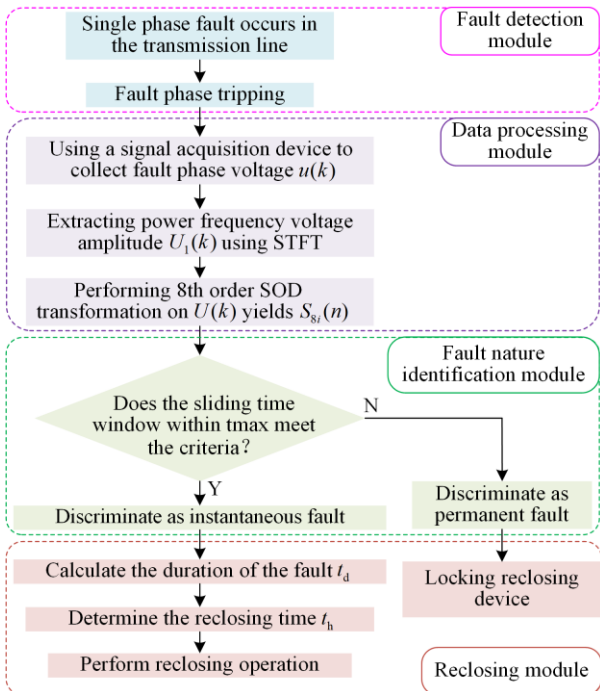 Single phase fault occurs in
the transmission line
Fault detection
module
Fault phase tripping
Data processing
module
Using a signal acquisition device to
collect fault phase voltage u(k)
Extracting power frequency voltage
amplitude U₁(k) using STFT
Performing 8th order SOD
transformation on U(k) yields S₈ᵢ(n)
Fault nature
identification module
Does the sliding time
window within tmax meet
the criteria?
N
Y
Discriminate as instantaneous fault
Discriminate as
permanent fault
Calculate the duration of the fault t_d
Determine the reclosing time t_h
Perform reclosing operation
Locking reclosing
device
Reclosing module